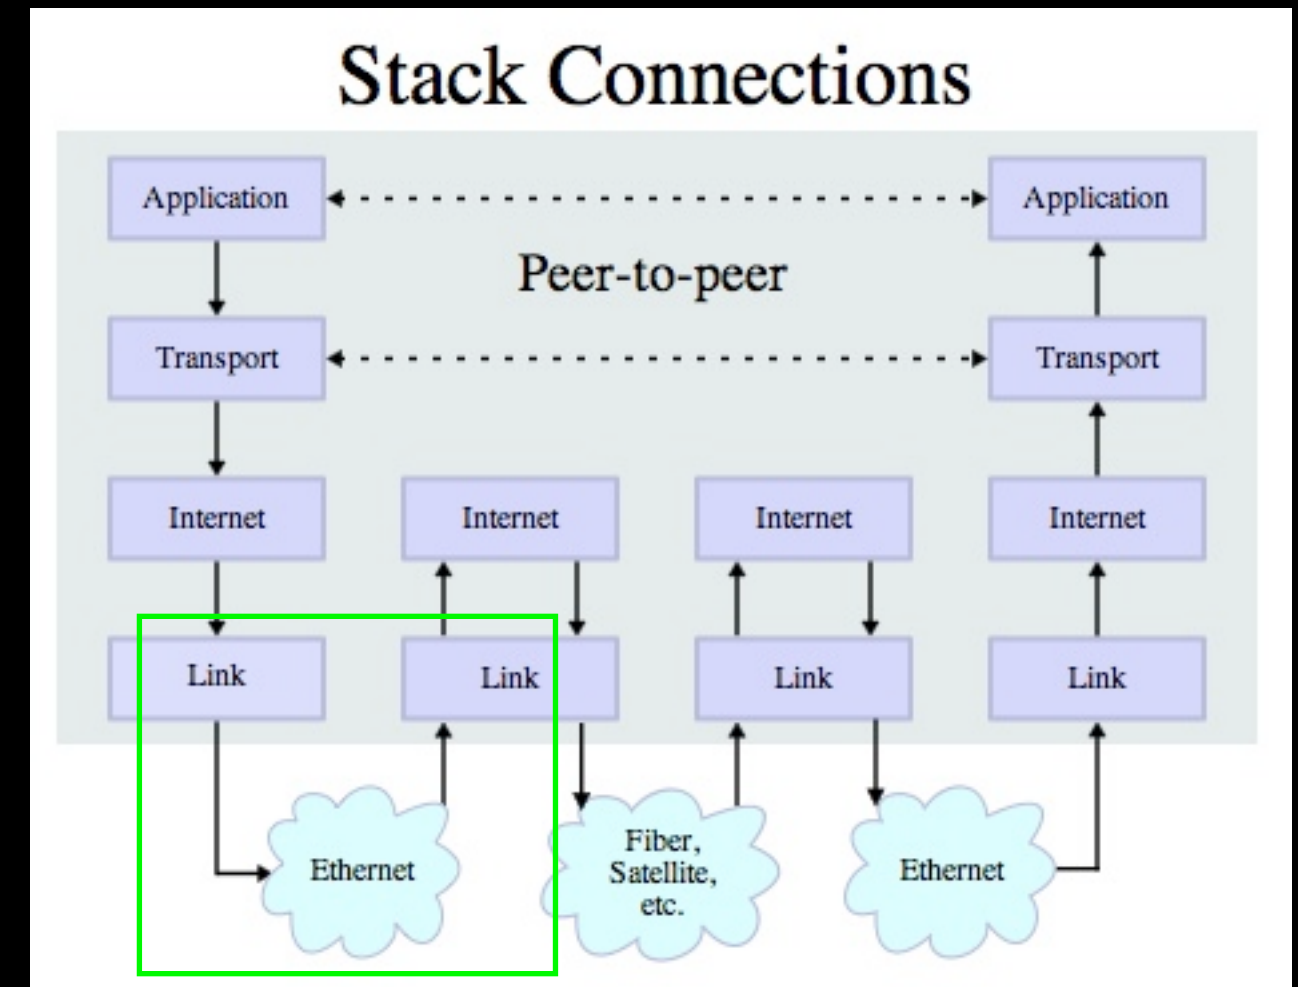 Stack Connections
Application
Application
Peer-to-peer
Transport
Transport
Internet
Internet
Internet
Internet
Link
Link
Link
Link
Ethernet
Fiber,
Satellite,
etc.
Ethernet